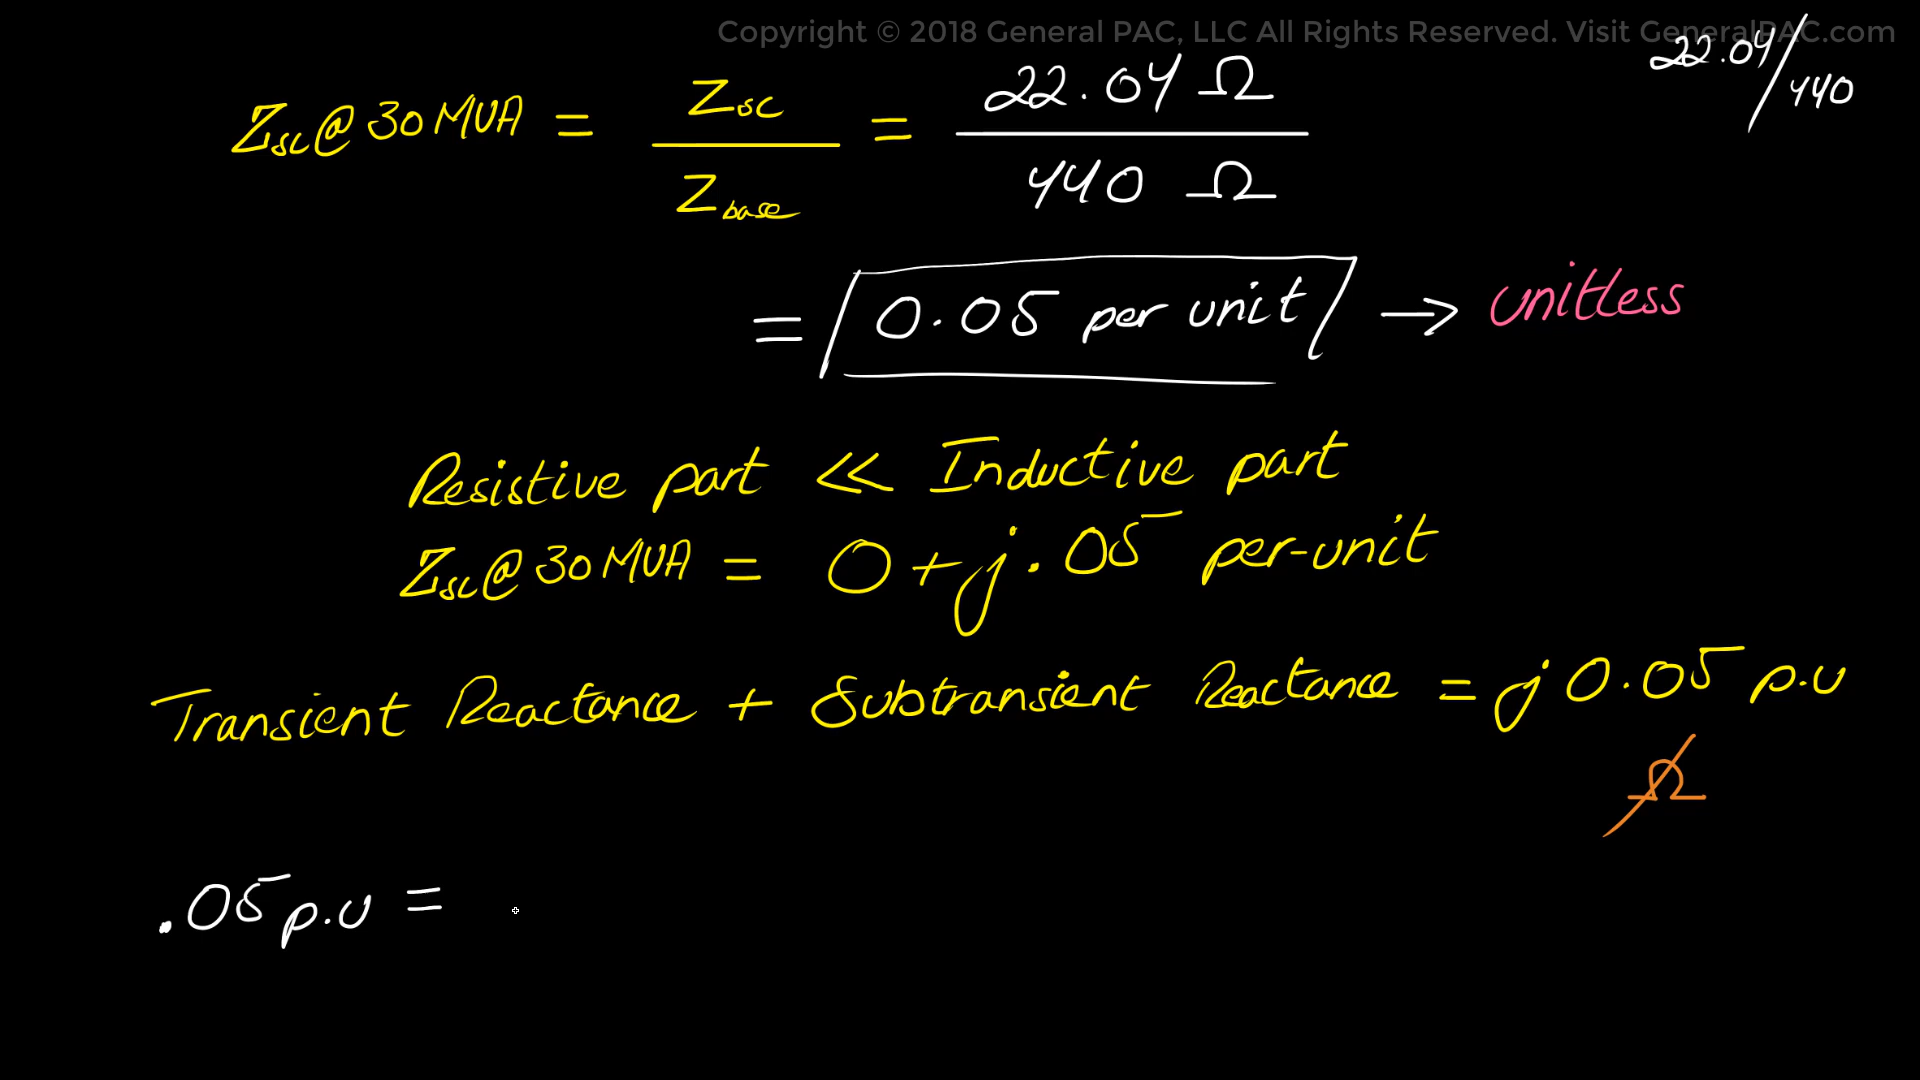 Copyright © 2018 General PAC, LLC All Rights Reserved. Visit GeneralPAC.com
22.04/440
Zsc@30MVA = Zsc / Zbase = 22.04 Ω / 440 Ω
= 0.05 per unit → unitless
Resistive part << Inductive part
Zsc@30MVA = 0+j.05 per-unit
Transient Reactance + Subtransient Reactance = j0.05 p.u
Ω
.05 p.u =